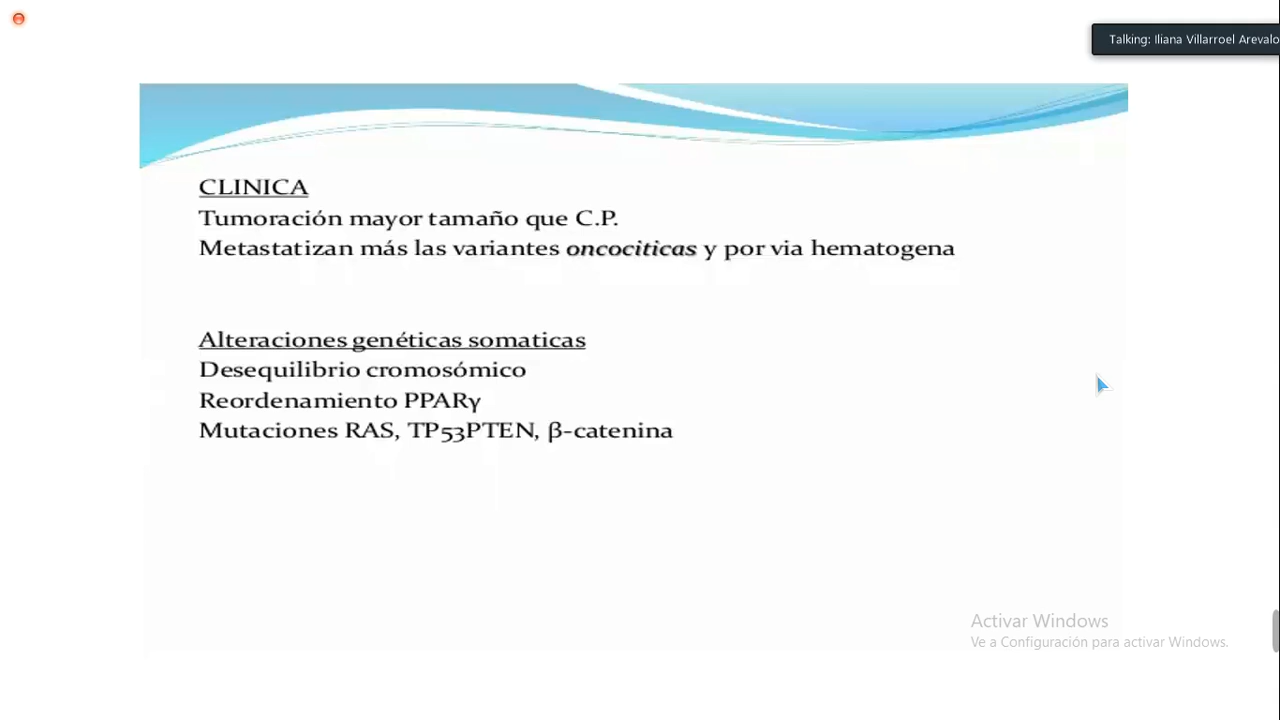 Talking: Iliana Villarroel Arevalo
CLINICA
Tumoración mayor tamaño que C.P.
Metastatizan más las variantes oncociticas y por via hematogena
Alteraciones genéticas somaticas
Desequilibrio cromosómico
Reordenamiento PPARγ
Mutaciones RAS, TP53PTEN, β-catenina
Activar Windows
Ve a Configuración para activar Windows.